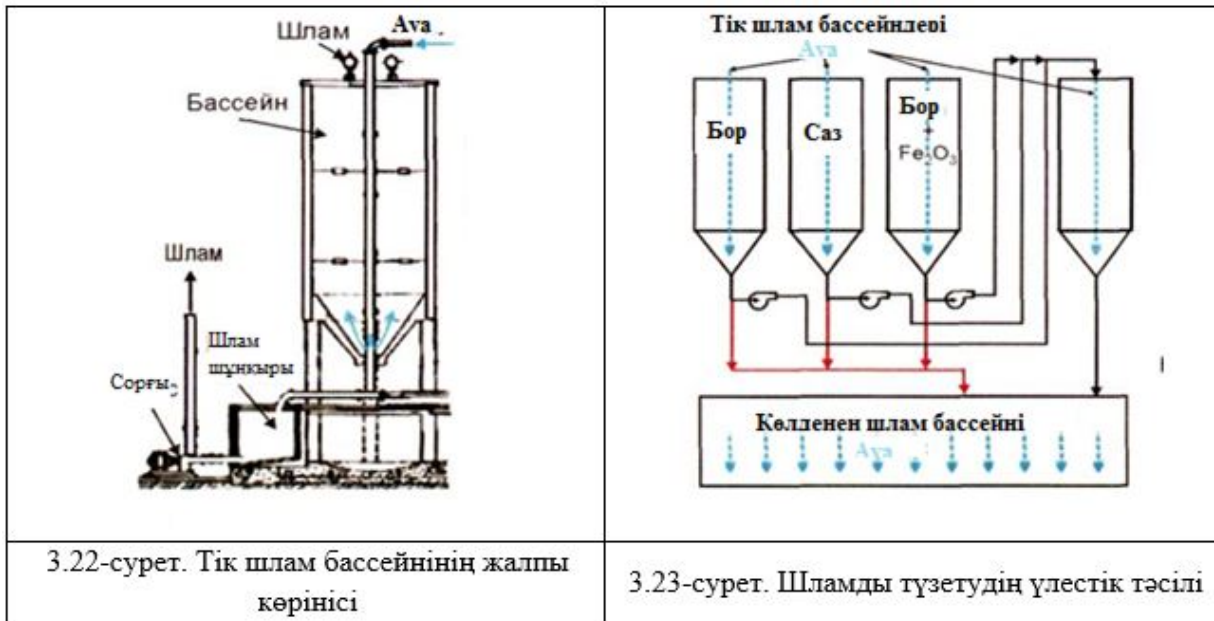 Шлам
Ауа
Бассейн
Шлам
Шлам
шұңқыры
Сорғы
3.22-сурет. Тік шлам бассейнінің жалпы
көрінісі
Тік шлам бассейндері
Ауа
Бор
Саз
Бор
+
Fe₂O₃
Көлденен шлам бассейні
Ауа
3.23-сурет. Шламды түзетудің үлестік тәсілі